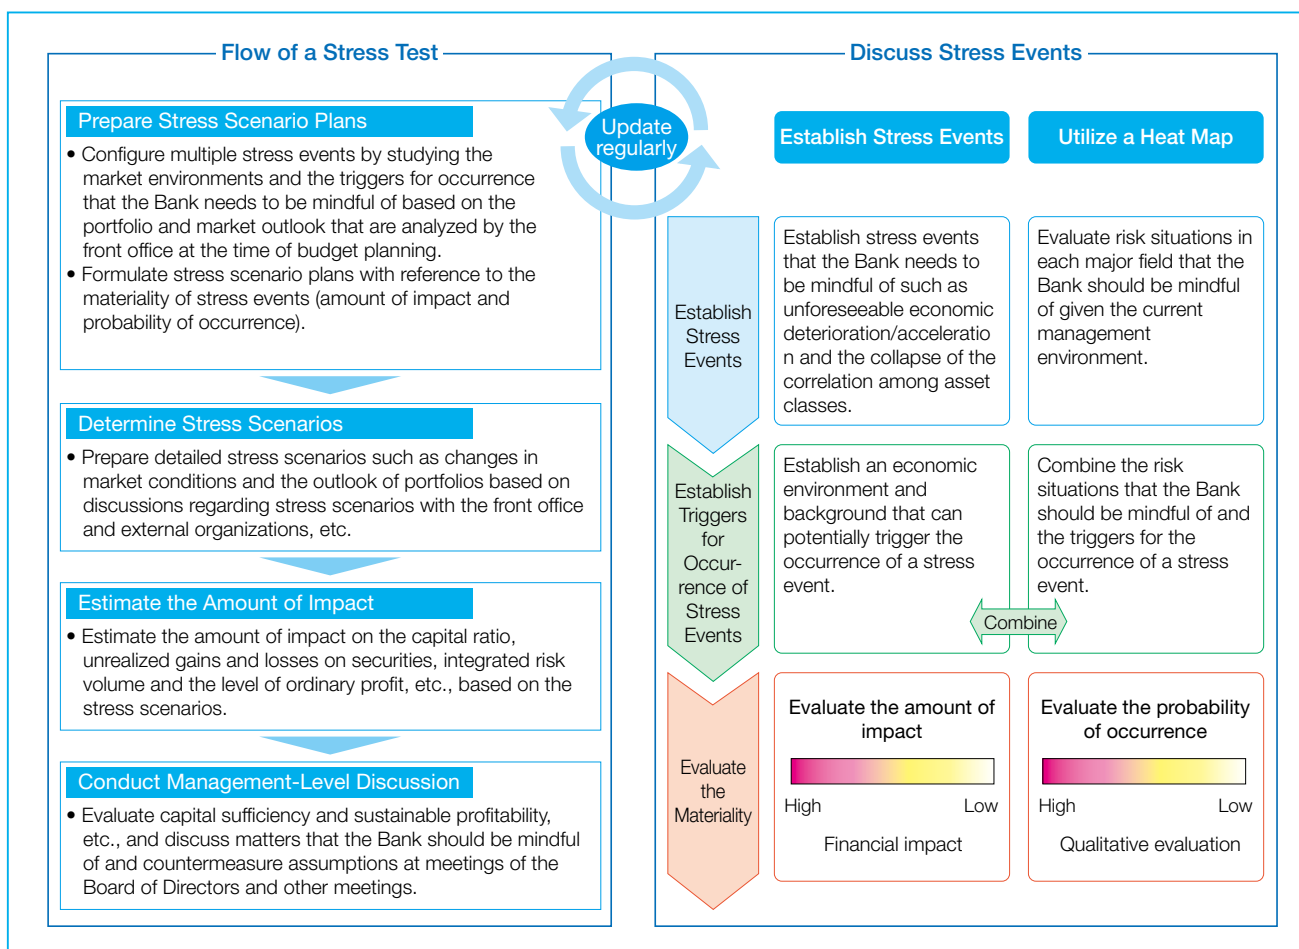 Flow of a Stress Test
Prepare Stress Scenario Plans
• Configure multiple stress events by studying the
market environments and the triggers for occurrence
that the Bank needs to be mindful of based on the
portfolio and market outlook that are analyzed by the
front office at the time of budget planning.
• Formulate stress scenario plans with reference to the
materiality of stress events (amount of impact and
probability of occurrence).
Determine Stress Scenarios
• Prepare detailed stress scenarios such as changes in
market conditions and the outlook of portfolios based on
discussions regarding stress scenarios with the front office
and external organizations, etc.
Estimate the Amount of Impact
• Estimate the amount of impact on the capital ratio,
unrealized gains and losses on securities, integrated risk
volume and the level of ordinary profit, etc., based on the
stress scenarios.
Conduct Management-Level Discussion
• Evaluate capital sufficiency and sustainable profitability,
etc., and discuss matters that the Bank should be mindful
of and countermeasure assumptions at meetings of the
Board of Directors and other meetings.
Update
regularly
Discuss Stress Events
Establish Stress Events
Utilize a Heat Map
Establish
Stress
Events
Establish stress events
that the Bank needs to
be mindful of such as
unforeseeable economic
deterioration/acceleratio
n and the collapse of the
correlation among asset
classes.
Evaluate risk situations in
each major field that the
Bank should be mindful
of given the current
management
environment.
Establish
Triggers
for
Occur-
rence of
Stress
Events
Establish an economic
environment and
background that can
potentially trigger the
occurrence of a stress
event.
Combine the risk
situations that the Bank
should be mindful of and
the triggers for the
occurrence of a stress
event.
Combine
Evaluate
the
Materiality
Evaluate the amount of
impact
High Low
Financial impact
Evaluate the probability
of occurrence
High Low
Qualitative evaluation